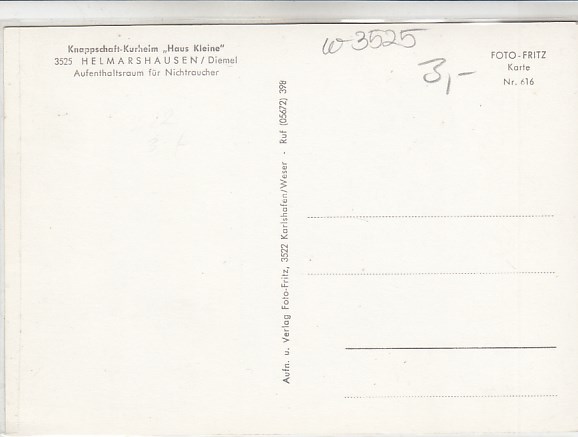 Knappschaft-Kurheim „Haus Kleine"
3525 HELMARSHAUSEN/Diemel
Aufenthaltsraum für Nichtraucher
w-3525
3,-
FOTO-FRITZ
Karte
Nr. 616
Aufn. u. Verlag Foto-Fritz, 3522 Karlshafen/Weser - Ruf (05672) 398